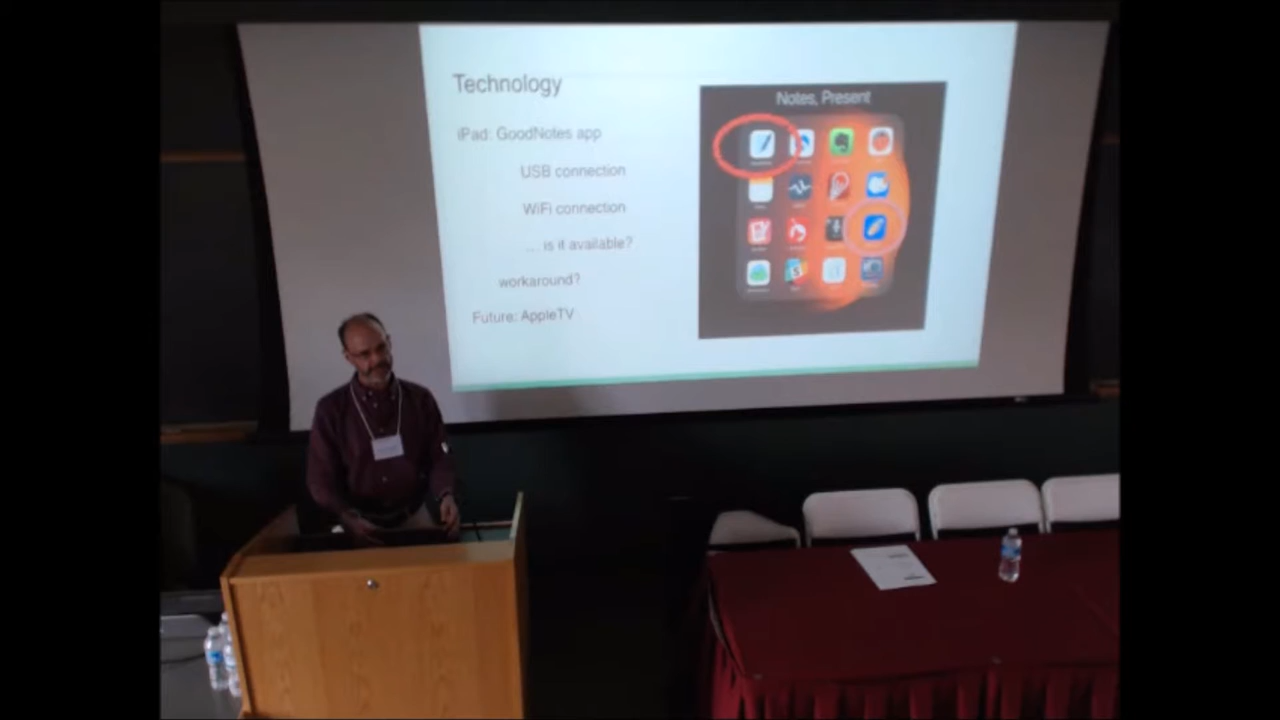 Technology
iPad: GoodNotes app
USB connection
WiFi connection
... is it available?
workaround?
Future: AppleTV
Notes, Present